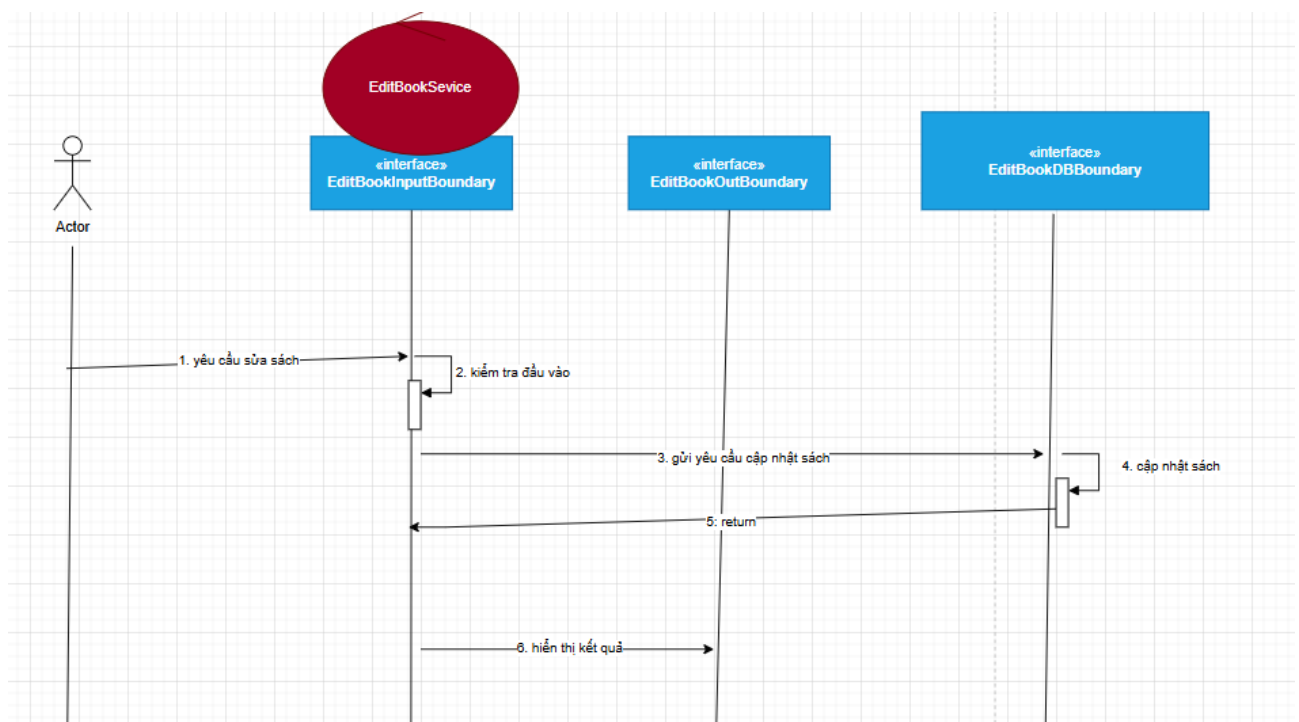 EditBookSevice
«interface»
EditBookInputBoundary
«interface»
EditBookOutBoundary
«interface»
EditBookDBBoundary
Actor
1. yêu cầu sửa sách
2. kiểm tra đầu vào
3. gửi yêu cầu cập nhật sách
4. cập nhật sách
5: return
6. hiển thị kết quả